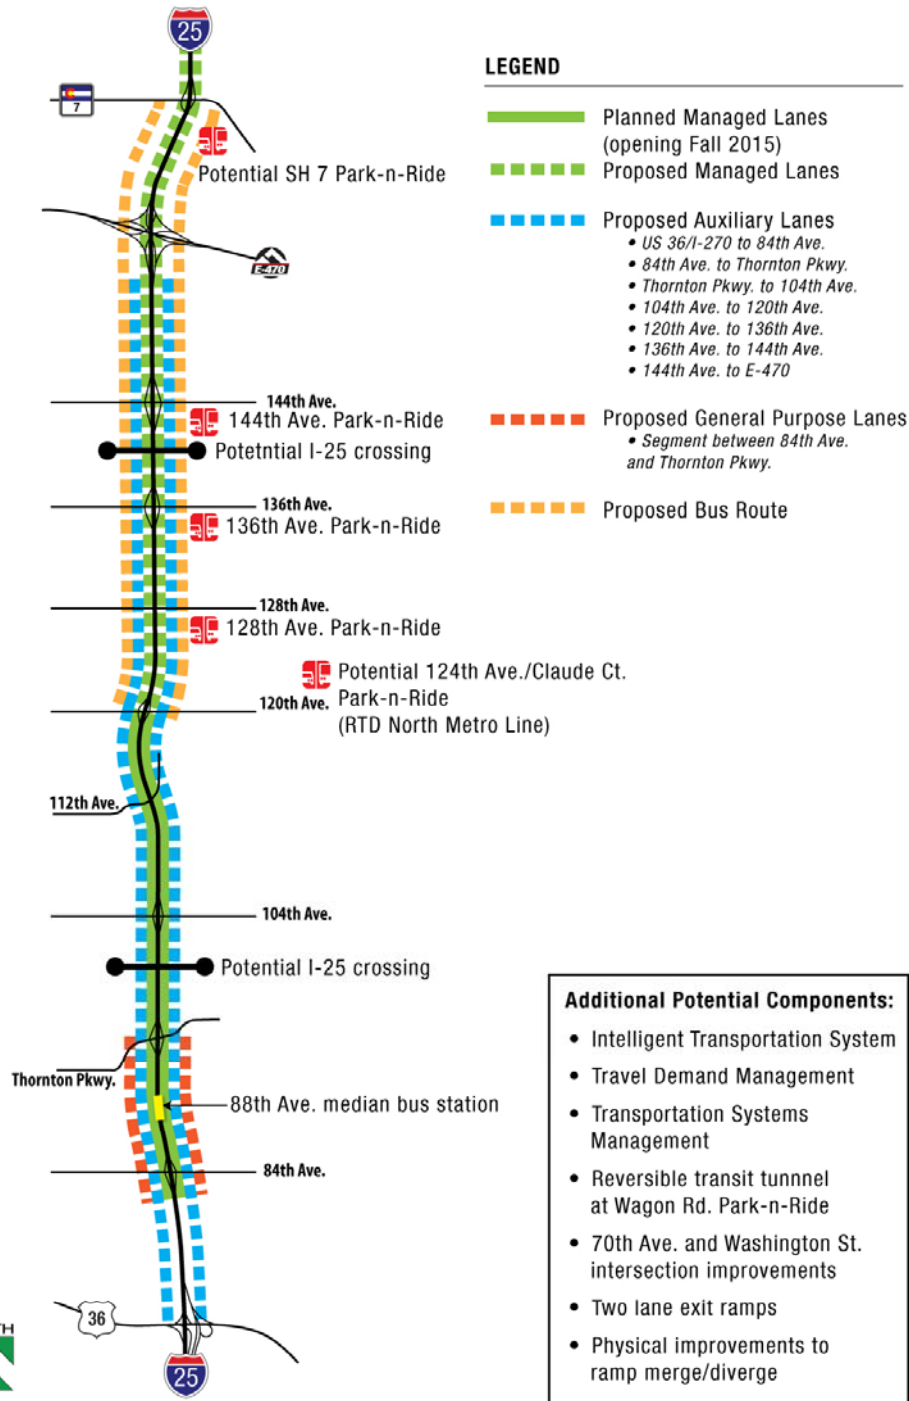 25
LEGEND
7
Planned Managed Lanes
(opening Fall 2015)
Proposed Managed Lanes
Potential SH 7 Park-n-Ride
Proposed Auxiliary Lanes
• US 36/I-270 to 84th Ave.
• 84th Ave. to Thornton Pkwy.
• Thornton Pkwy. to 104th Ave.
• 104th Ave. to 120th Ave.
• 120th Ave. to 136th Ave.
• 136th Ave. to 144th Ave.
• 144th Ave. to E-470
E-470
Proposed General Purpose Lanes
• Segment between 84th Ave.
and Thornton Pkwy.
Proposed Bus Route
144th Ave.
144th Ave. Park-n-Ride
Potetntial I-25 crossing
136th Ave.
136th Ave. Park-n-Ride
128th Ave.
128th Ave. Park-n-Ride
Potential 124th Ave./Claude Ct.
Park-n-Ride
(RTD North Metro Line)
120th Ave.
112th Ave.
104th Ave.
Potential I-25 crossing
Thornton Pkwy.
88th Ave. median bus station
84th Ave.
36
25
TH
Additional Potential Components:
• Intelligent Transportation System
• Travel Demand Management
• Transportation Systems
Management
• Reversible transit tunnnel
at Wagon Rd. Park-n-Ride
• 70th Ave. and Washington St.
intersection improvements
• Two lane exit ramps
• Physical improvements to
ramp merge/diverge